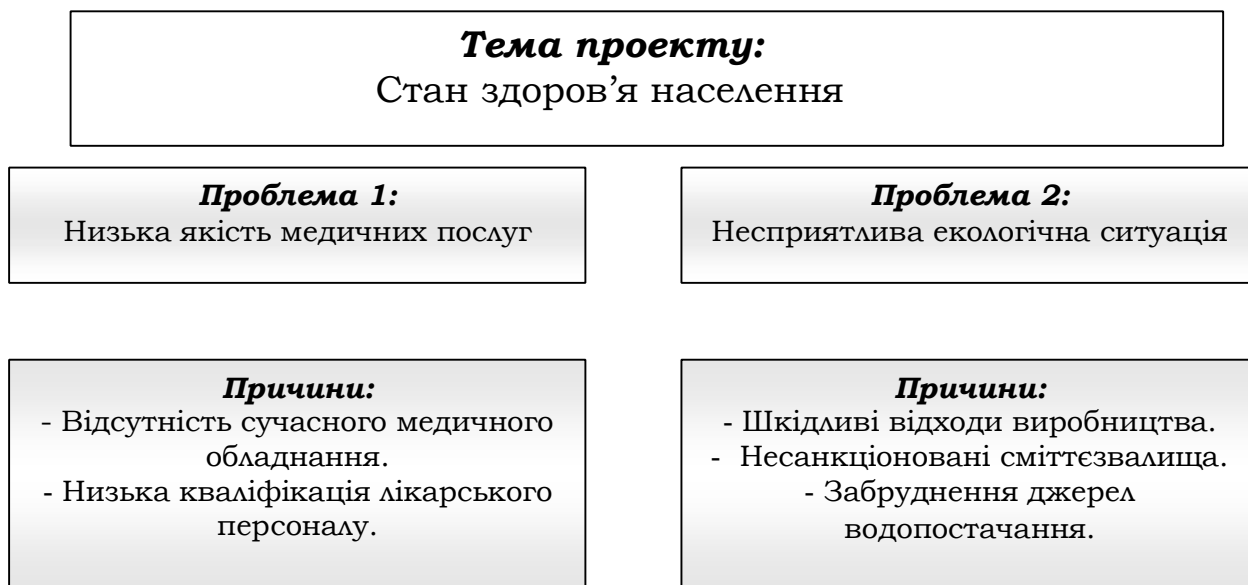 Тема проекту:
Стан здоров’я населення
Проблема 1:
Низька якість медичних послуг
Проблема 2:
Несприятлива екологічна ситуація
Причини:
- Відсутність сучасного медичного
обладнання.
- Низька кваліфікація лікарського
персоналу.
Причини:
- Шкідливі відходи виробництва.
- Несанкціоновані сміттєзвалища.
- Забруднення джерел
водопостачання.